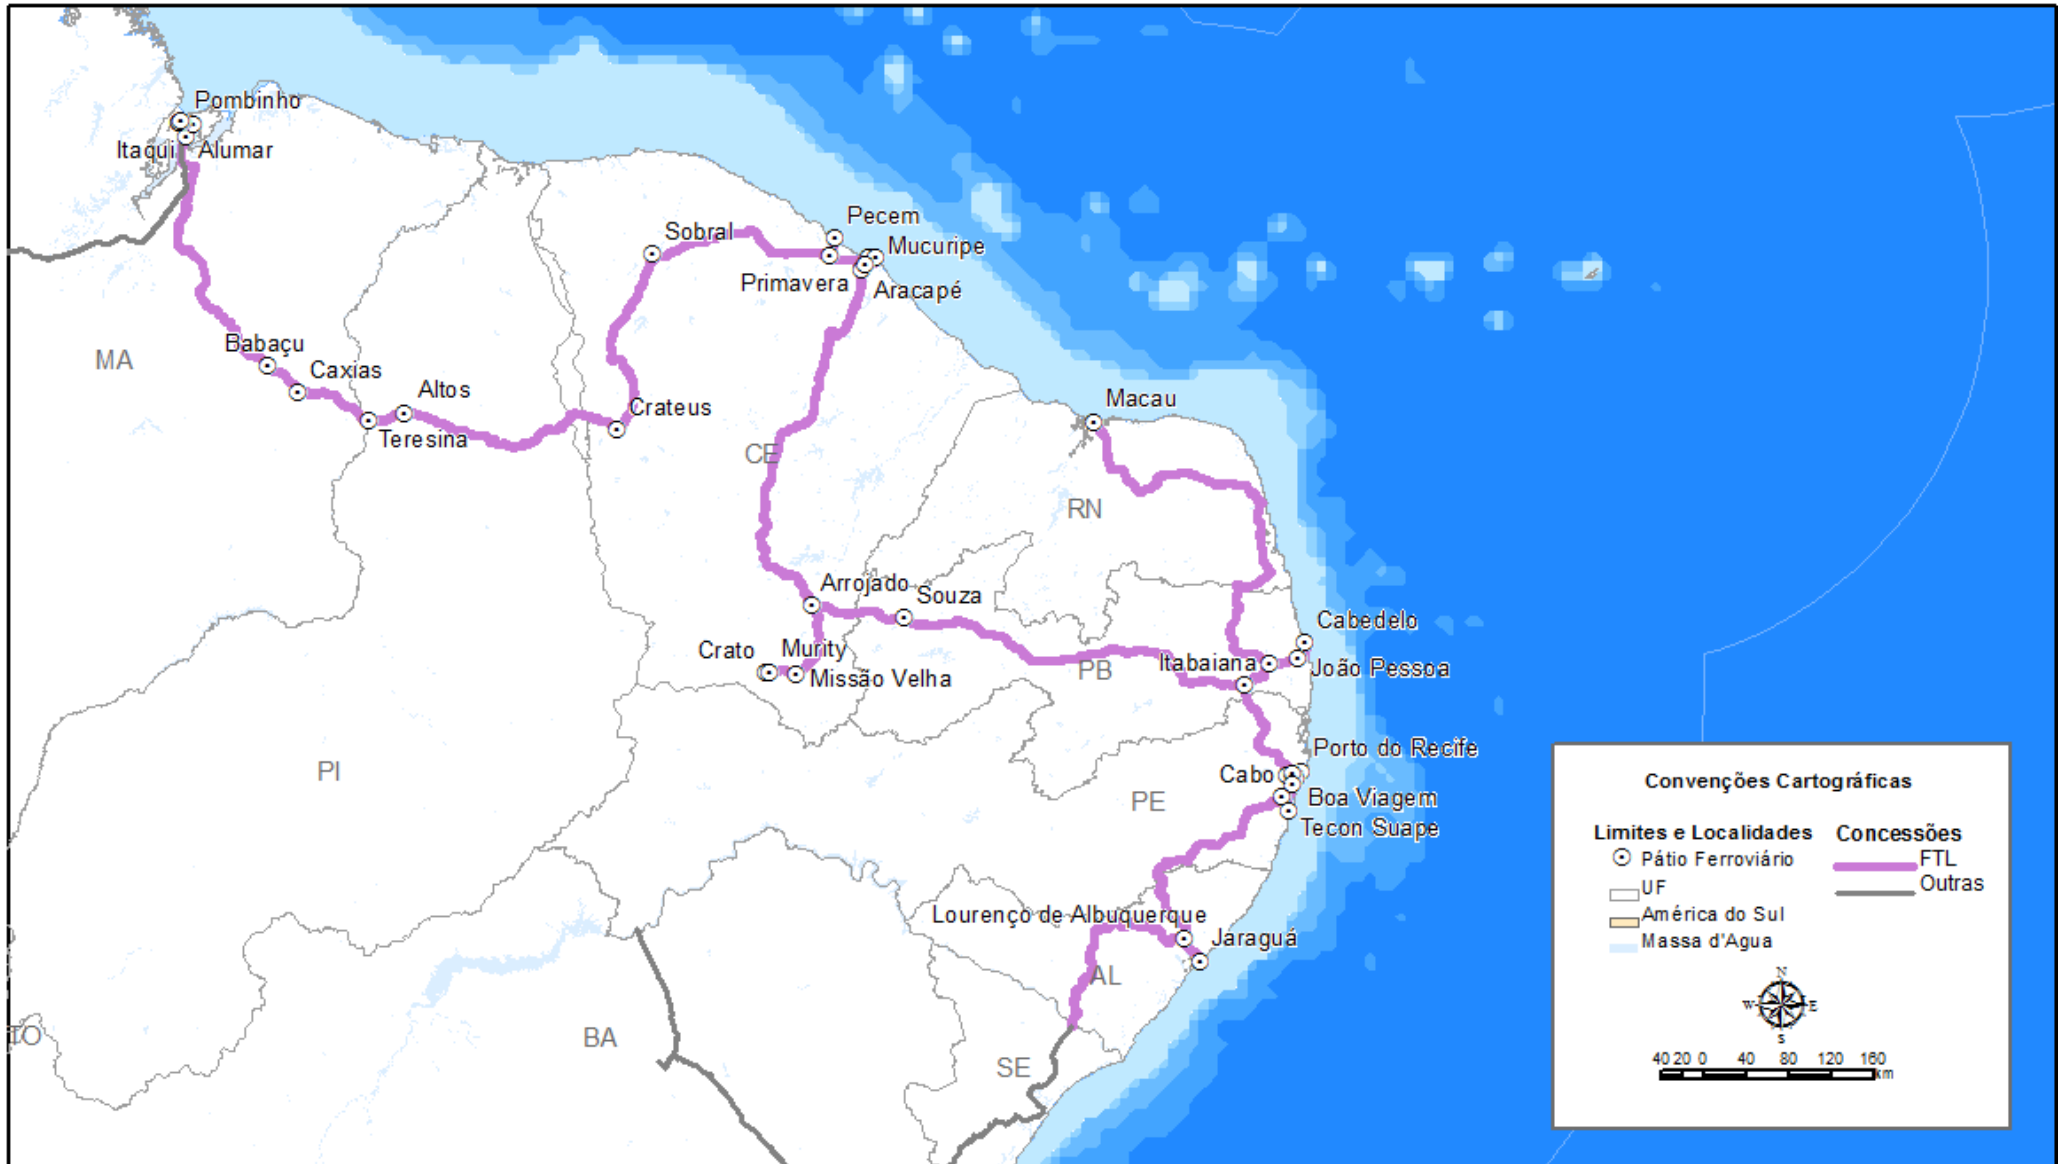 Pombinho
Itaqui
Alumar
Pecem
Sobral
Mucuripe
Primavera
Aracapé
Babaçu
MA
Caxias
Altos
Macau
Crateus
Teresina
CE
RN
Arrojado
Souza
Cabedelo
Crato
Murity
Itabaiana
João Pessoa
Missão Velha
PB
Porto do Recife
PI
Cabo
PE
Boa Viagem
Tecon Suape
Lourenço de Albuquerque
Jaraguá
AL
TO
BA
SE
Convenções Cartográficas
Limites e Localidades
Concessões
Pátio Ferroviário
FTL
UF
Outras
América do Sul
Massa d'Agua
N
W
E
S
40 20 0 40 80 120 160
km